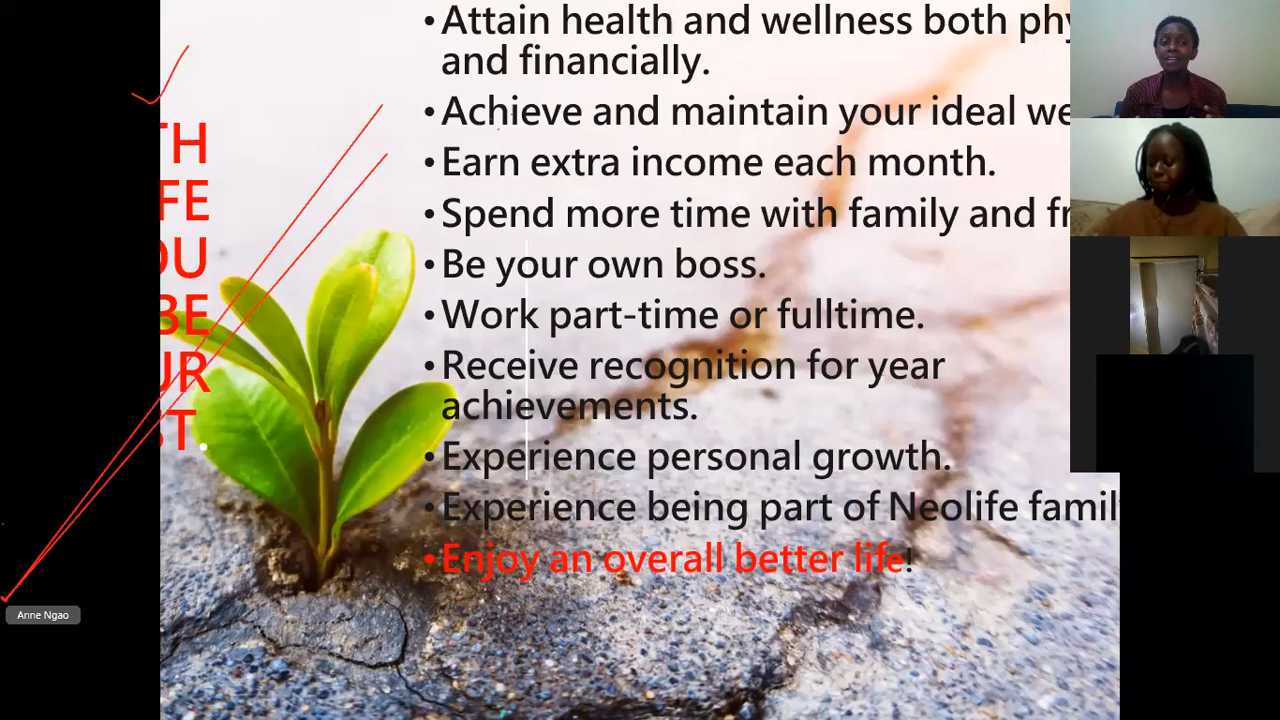 TH
FE
OU
BE
UR
ST.
• Attain health and wellness both phy
and financially.
• Achieve and maintain your ideal we
• Earn extra income each month.
• Spend more time with family and fr
• Be your own boss.
• Work part-time or fulltime.
• Receive recognition for year
achievements.
• Experience personal growth.
• Experience being part of Neolife famil
• Enjoy an overall better life!
Anne Ngao